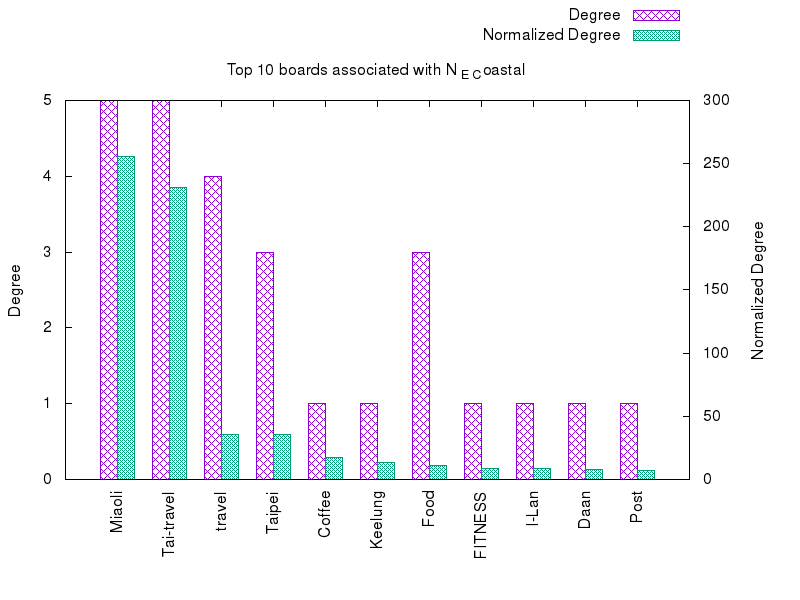 Degree
Normalized Degree
Top 10 boards associated with N E Coastal
5 300
250
4
200
3
150
2
100
1
50
0 0
Degree
Normalized Degree
Miaoli
Tai-travel
travel
Taipei
Coffee
Keelung
Food
FITNESS
I-Lan
Daan
Post